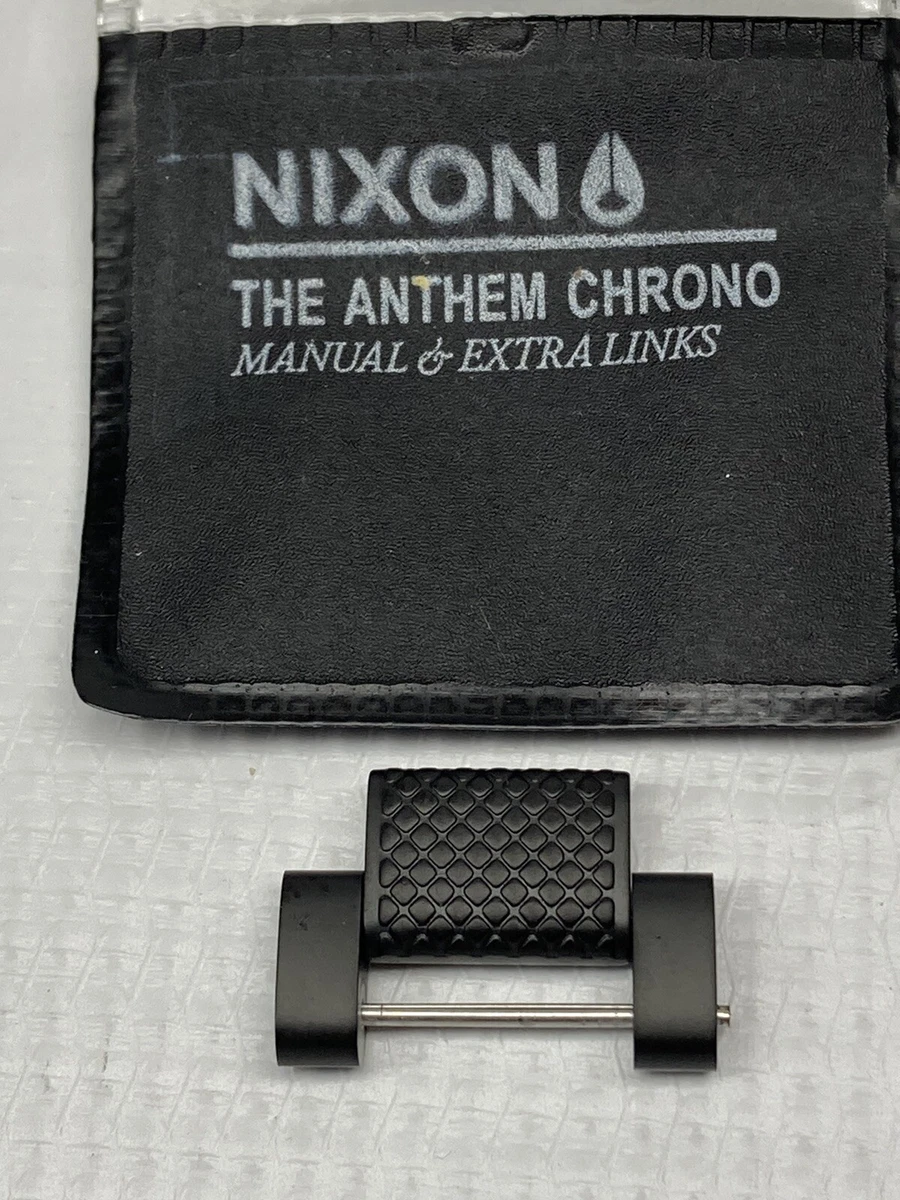 NIXON
THE ANTHEM CHRONO
MANUAL & EXTRA LINKS